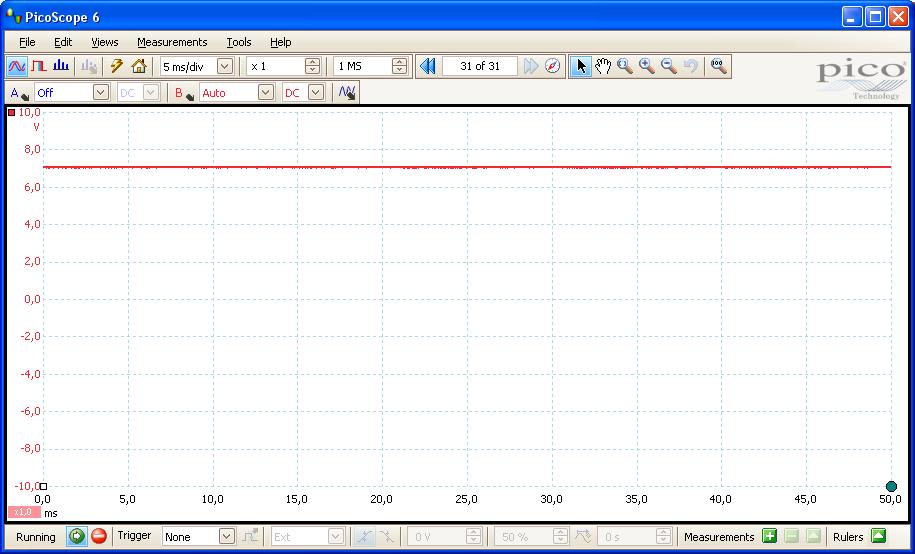 PicoScope 6
File Edit Views Measurements Tools Help
5 ms/div x 1 1 MS 31 of 31
A Off DC B Auto DC
pico
Technology
10,0
V
8,0
6,0
4,0
2,0
0,0
-2,0
-4,0
-6,0
-8,0
-10,0
0,0 5,0 10,0 15,0 20,0 25,0 30,0 35,0 40,0 45,0 50,0
x1,0 ms
Running Trigger None Ext 0 V 50 % 0 s Measurements Rulers